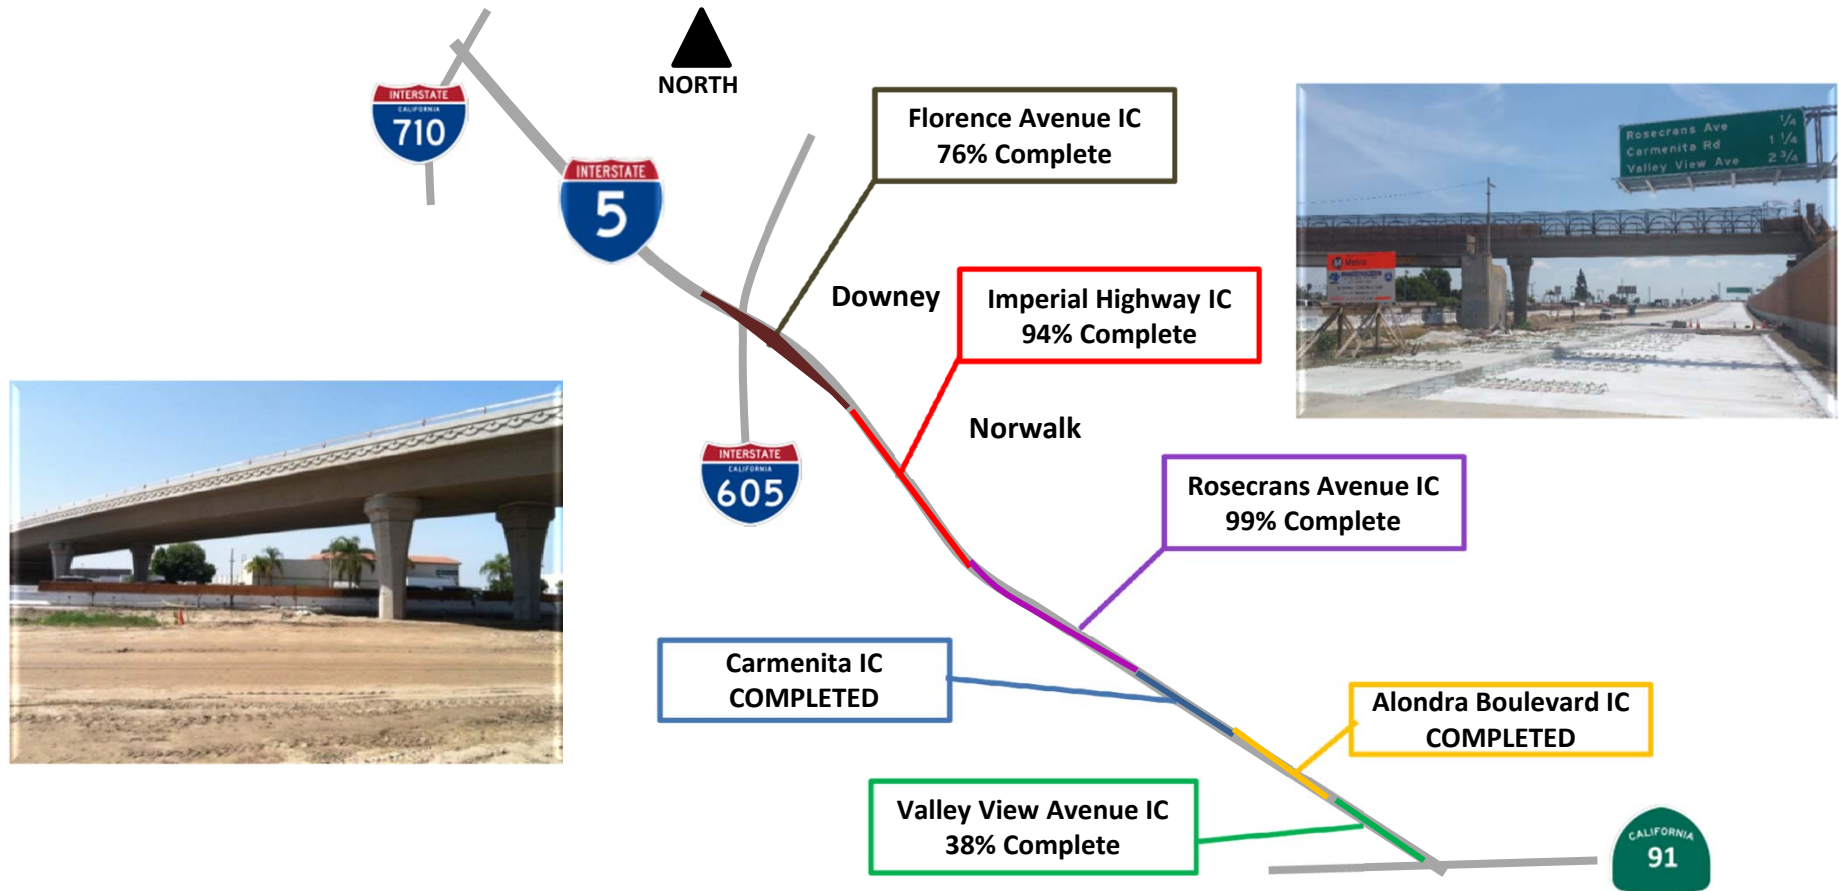 NORTH
INTERSTATE
CALIFORNIA
710
INTERSTATE
5
Florence Avenue IC
76% Complete
Rosecrans Ave 1/4
Carmenita Rd 1 1/4
Valley View Ave 2 3/4
Metro
Downey
Imperial Highway IC
94% Complete
Norwalk
INTERSTATE
CALIFORNIA
605
Rosecrans Avenue IC
99% Complete
Carmenita IC
COMPLETED
Alondra Boulevard IC
COMPLETED
Valley View Avenue IC
38% Complete
CALIFORNIA
91